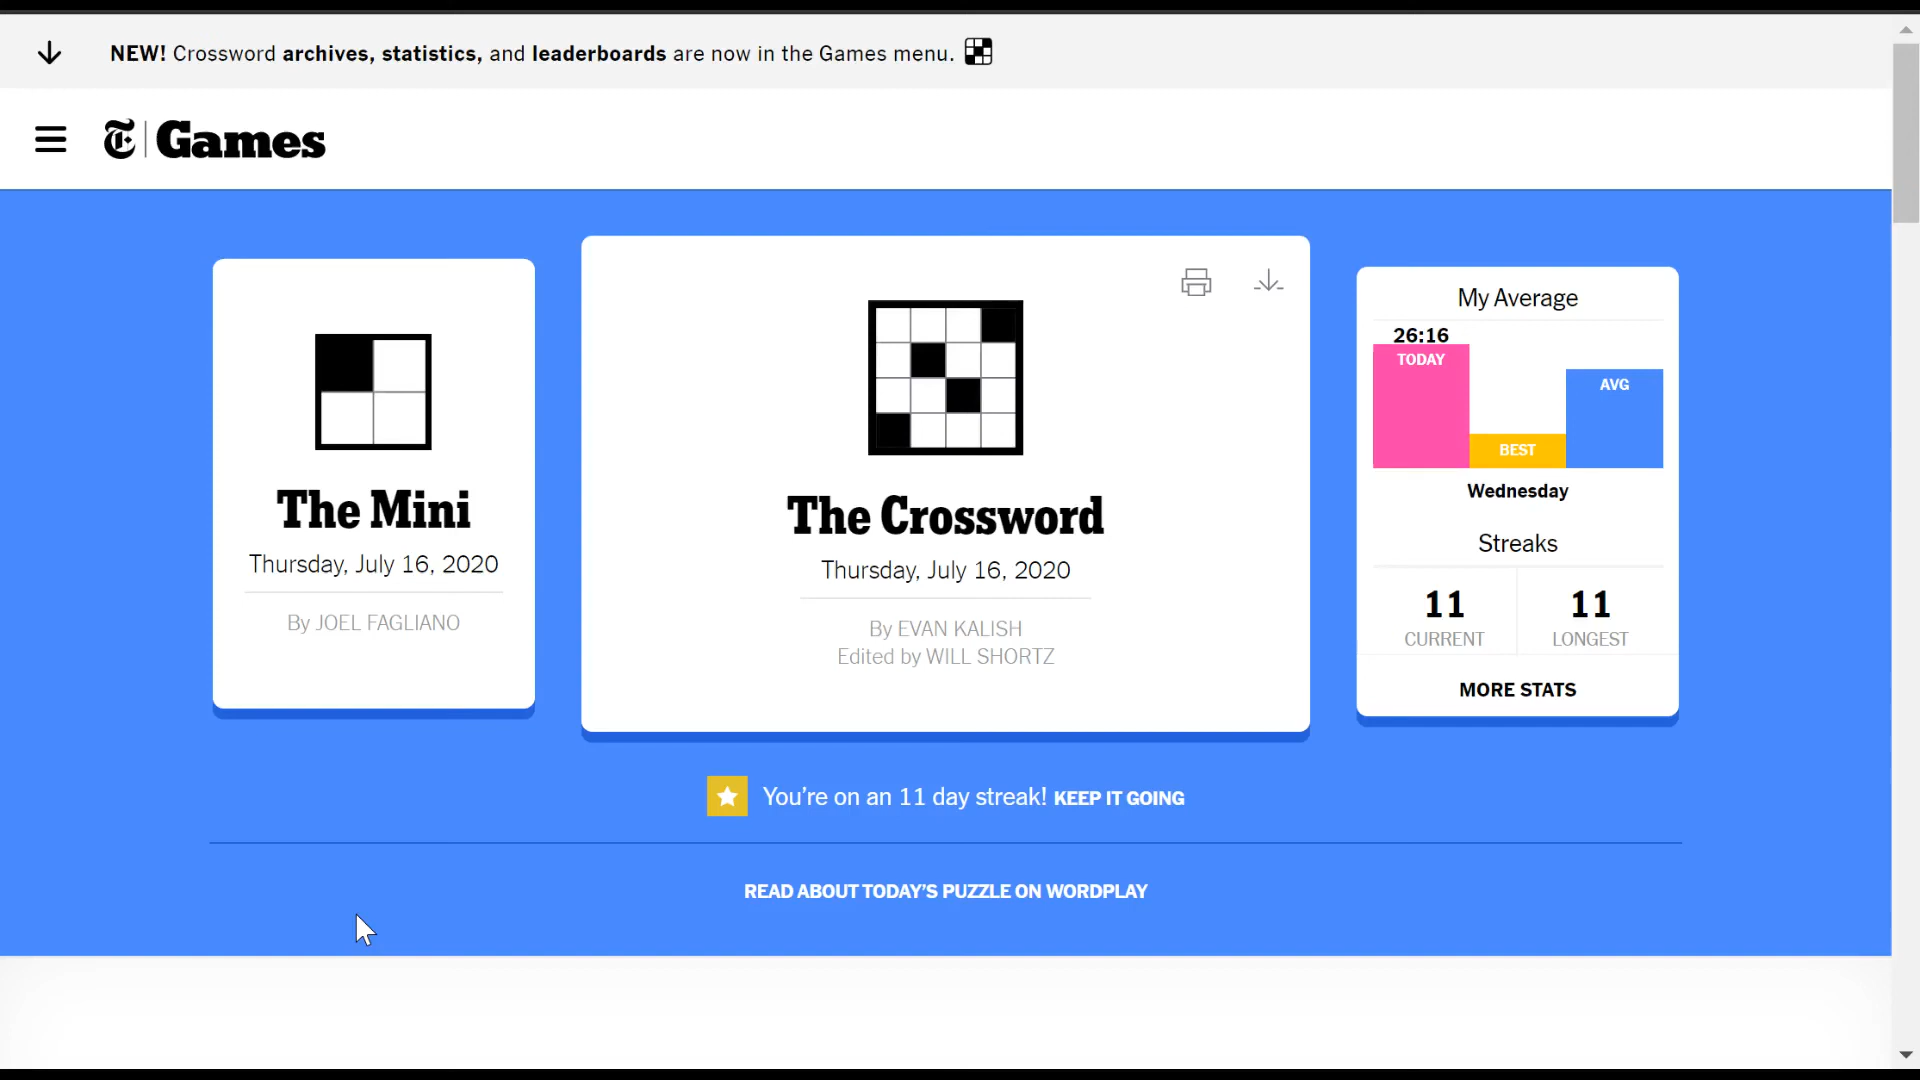 NEW! Crossword archives, statistics, and leaderboards are now in the Games menu.
T Games
The Mini
Thursday, July 16, 2020
By JOEL FAGLIANO
The Crossword
Thursday, July 16, 2020
By EVAN KALISH
Edited by WILL SHORTZ
My Average
26:16
TODAY
BEST
AVG
Wednesday
Streaks
11 11
CURRENT LONGEST
MORE STATS
You're on an 11 day streak! KEEP IT GOING
READ ABOUT TODAY'S PUZZLE ON WORDPLAY